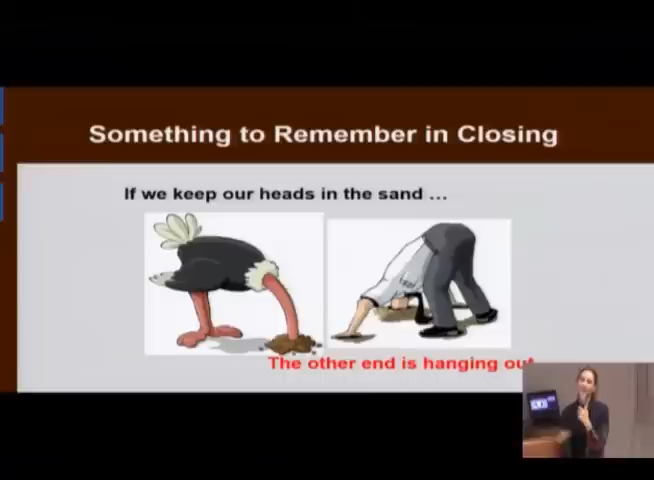 Something to Remember in Closing
If we keep our heads in the sand ...
The other end is hanging out